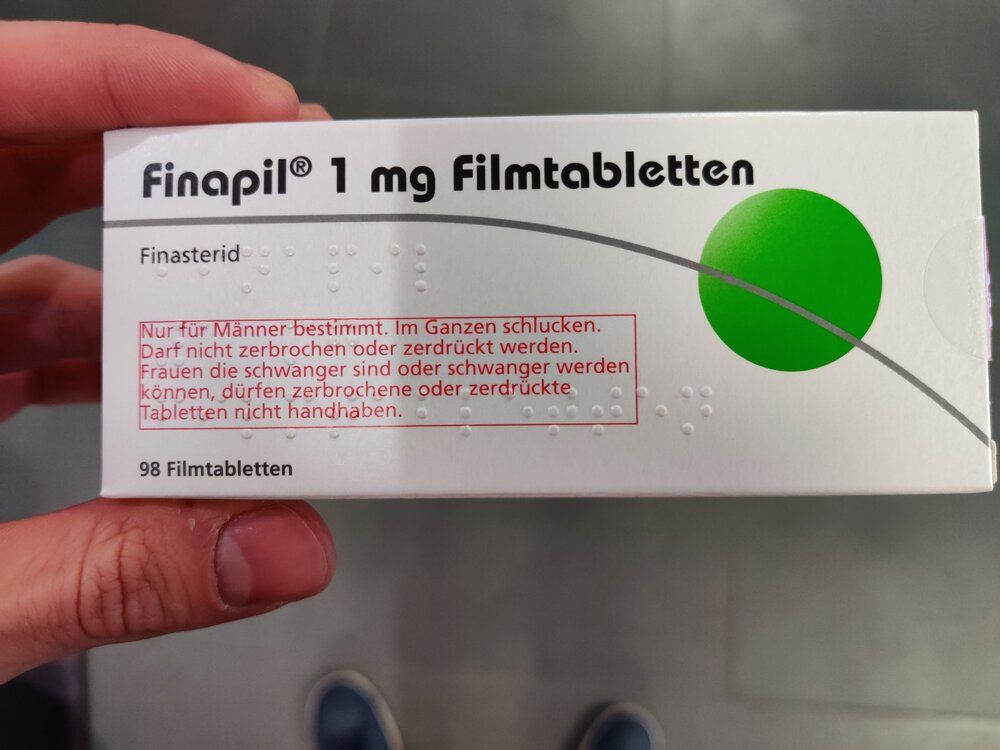 Finapil® 1 mg Filmtabletten
Finasterid
Nur für Männer bestimmt. Im Ganzen schlucken.
Darf nicht zerbrochen oder zerdrückt werden.
Frauen die schwanger sind oder schwanger werden
können, dürfen zerbrochene oder zerdrückte
Tabletten nicht handhaben.
98 Filmtabletten